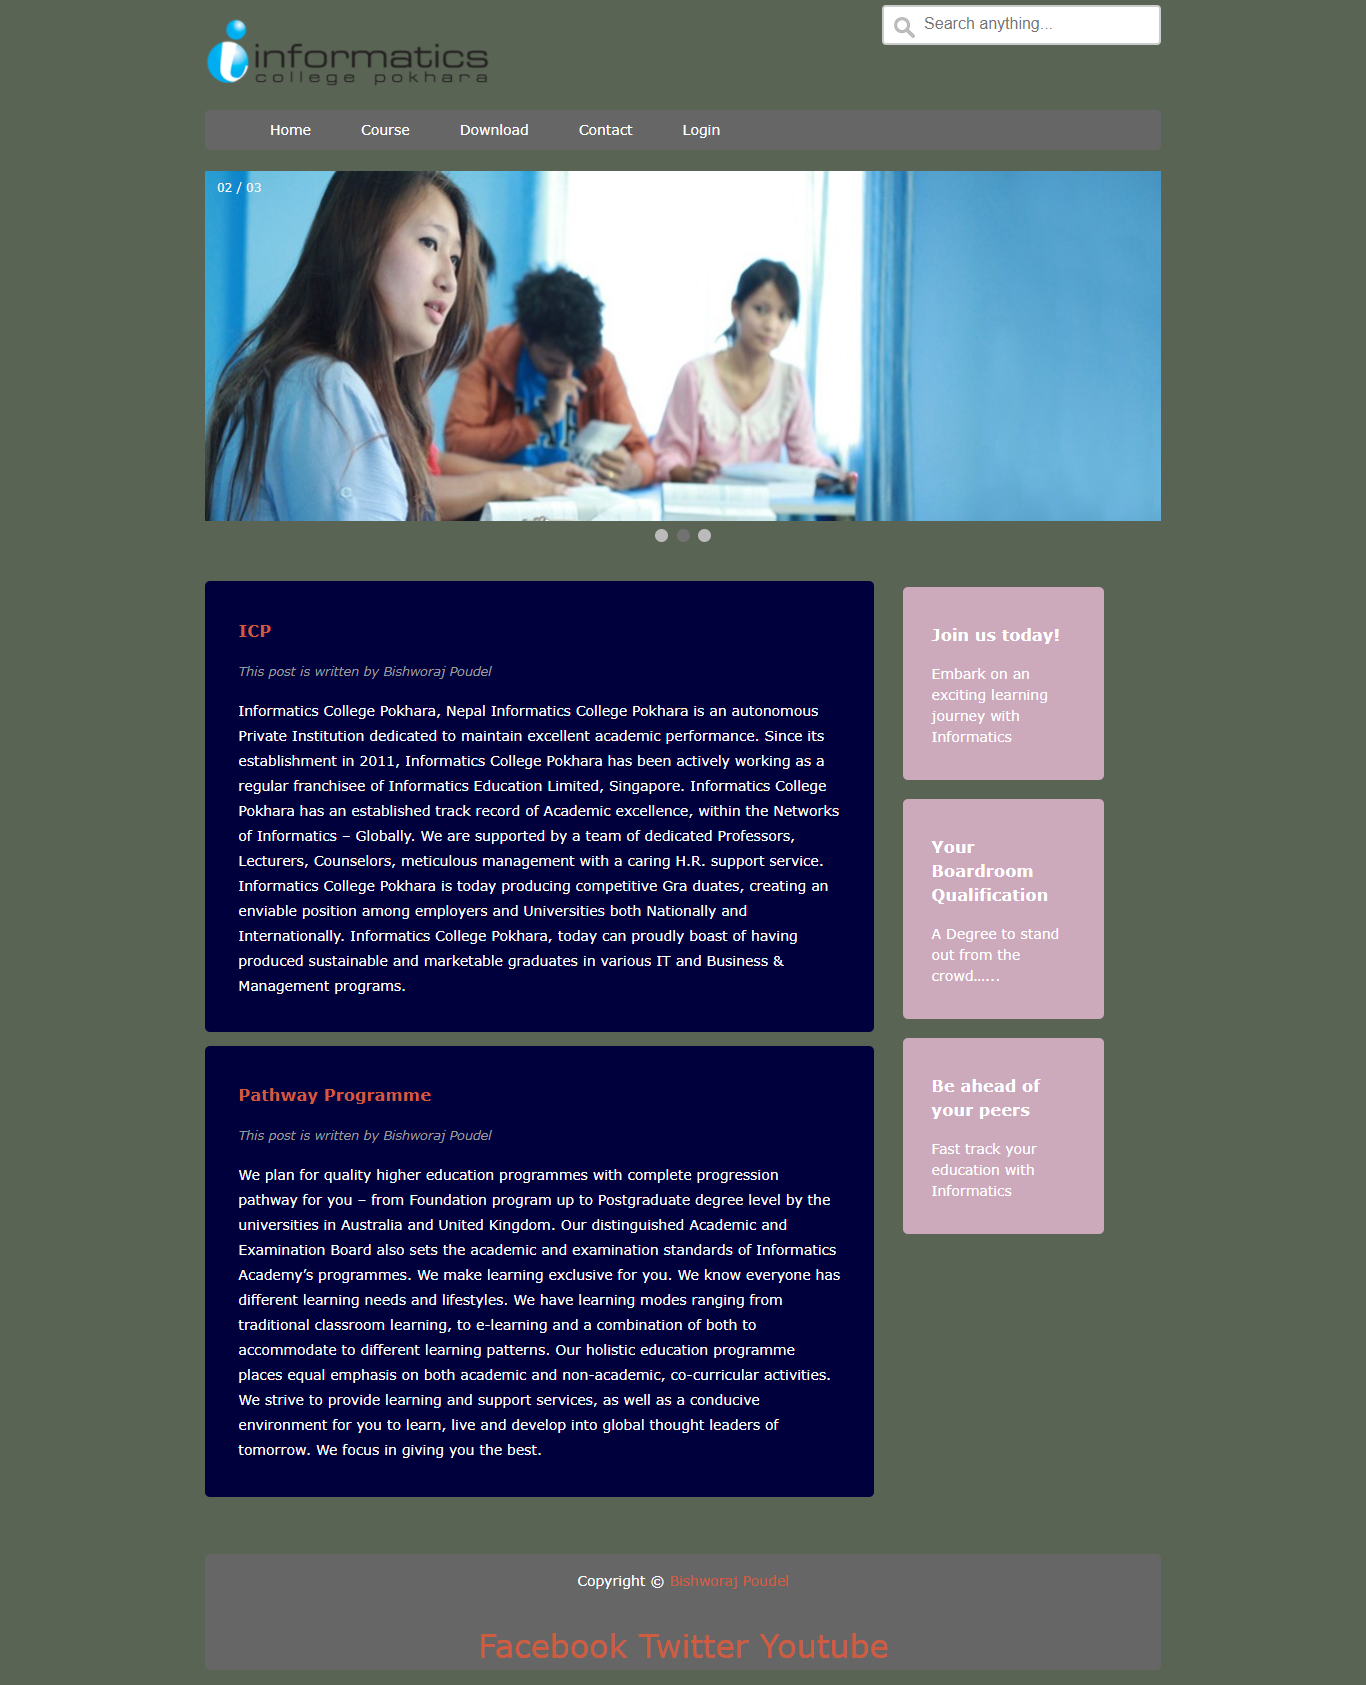 informatics
college pokhara
Search anything...
Home Course Download Contact Login
02 / 03
ICP
This post is written by Bishworaj Poudel
Informatics College Pokhara, Nepal Informatics College Pokhara is an autonomous
Private Institution dedicated to maintain excellent academic performance. Since its
establishment in 2011, Informatics College Pokhara has been actively working as a
regular franchisee of Informatics Education Limited, Singapore. Informatics College
Pokhara has an established track record of Academic excellence, within the Networks
of Informatics – Globally. We are supported by a team of dedicated Professors,
Lecturers, Counselors, meticulous management with a caring H.R. support service.
Informatics College Pokhara is today producing competitive Gra duates, creating an
enviable position among employers and Universities both Nationally and
Internationally. Informatics College Pokhara, today can proudly boast of having
produced sustainable and marketable graduates in various IT and Business &
Management programs.
Pathway Programme
This post is written by Bishworaj Poudel
We plan for quality higher education programmes with complete progression
pathway for you – from Foundation program up to Postgraduate degree level by the
universities in Australia and United Kingdom. Our distinguished Academic and
Examination Board also sets the academic and examination standards of Informatics
Academy’s programmes. We make learning exclusive for you. We know everyone has
different learning needs and lifestyles. We have learning modes ranging from
traditional classroom learning, to e-learning and a combination of both to
accommodate to different learning patterns. Our holistic education programme
places equal emphasis on both academic and non-academic, co-curricular activities.
We strive to provide learning and support services, as well as a conducive
environment for you to learn, live and develop into global thought leaders of
tomorrow. We focus in giving you the best.
Join us today!
Embark on an
exciting learning
journey with
Informatics
Your
Boardroom
Qualification
A Degree to stand
out from the
crowd……
Be ahead of
your peers
Fast track your
education with
Informatics
Copyright © Bishworaj Poudel
Facebook Twitter Youtube